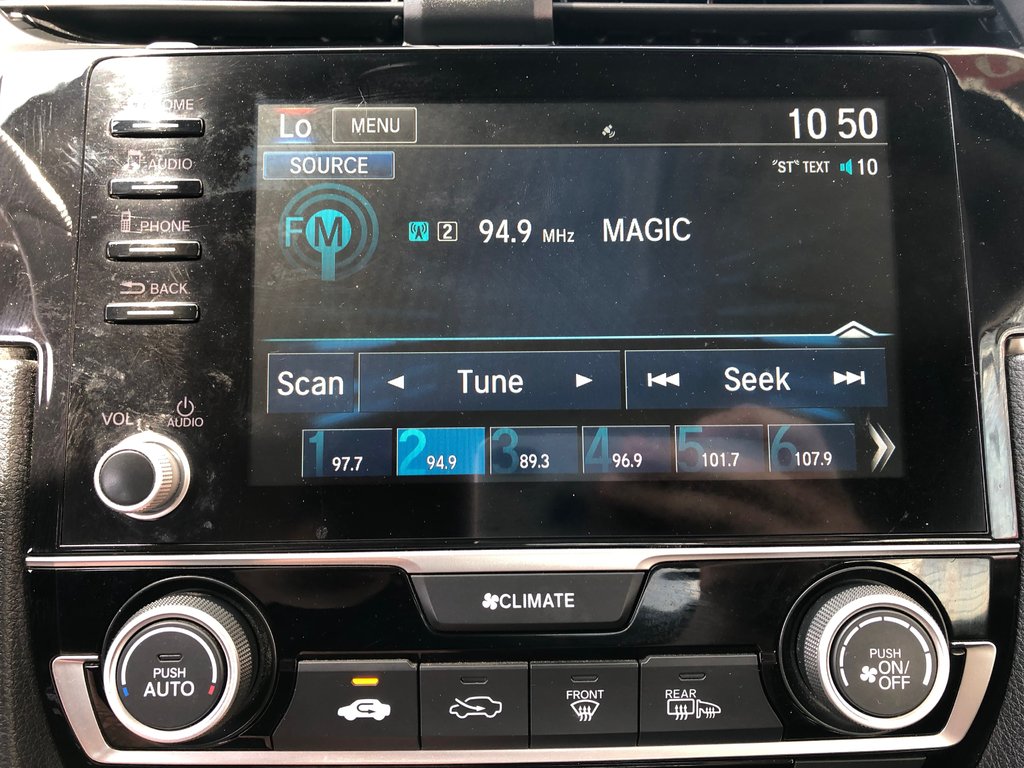 HOME
AUDIO
PHONE
BACK
VOL
AUDIO
Lo MENU 10 50
SOURCE "ST" TEXT 10
FM 2 94.9 MHz MAGIC
Scan Tune Seek
1 97.7 2 94.9 3 89.3 4 96.9 5 101.7 6 107.9
CLIMATE
PUSH
AUTO
FRONT
REAR
PUSH
ON/
OFF